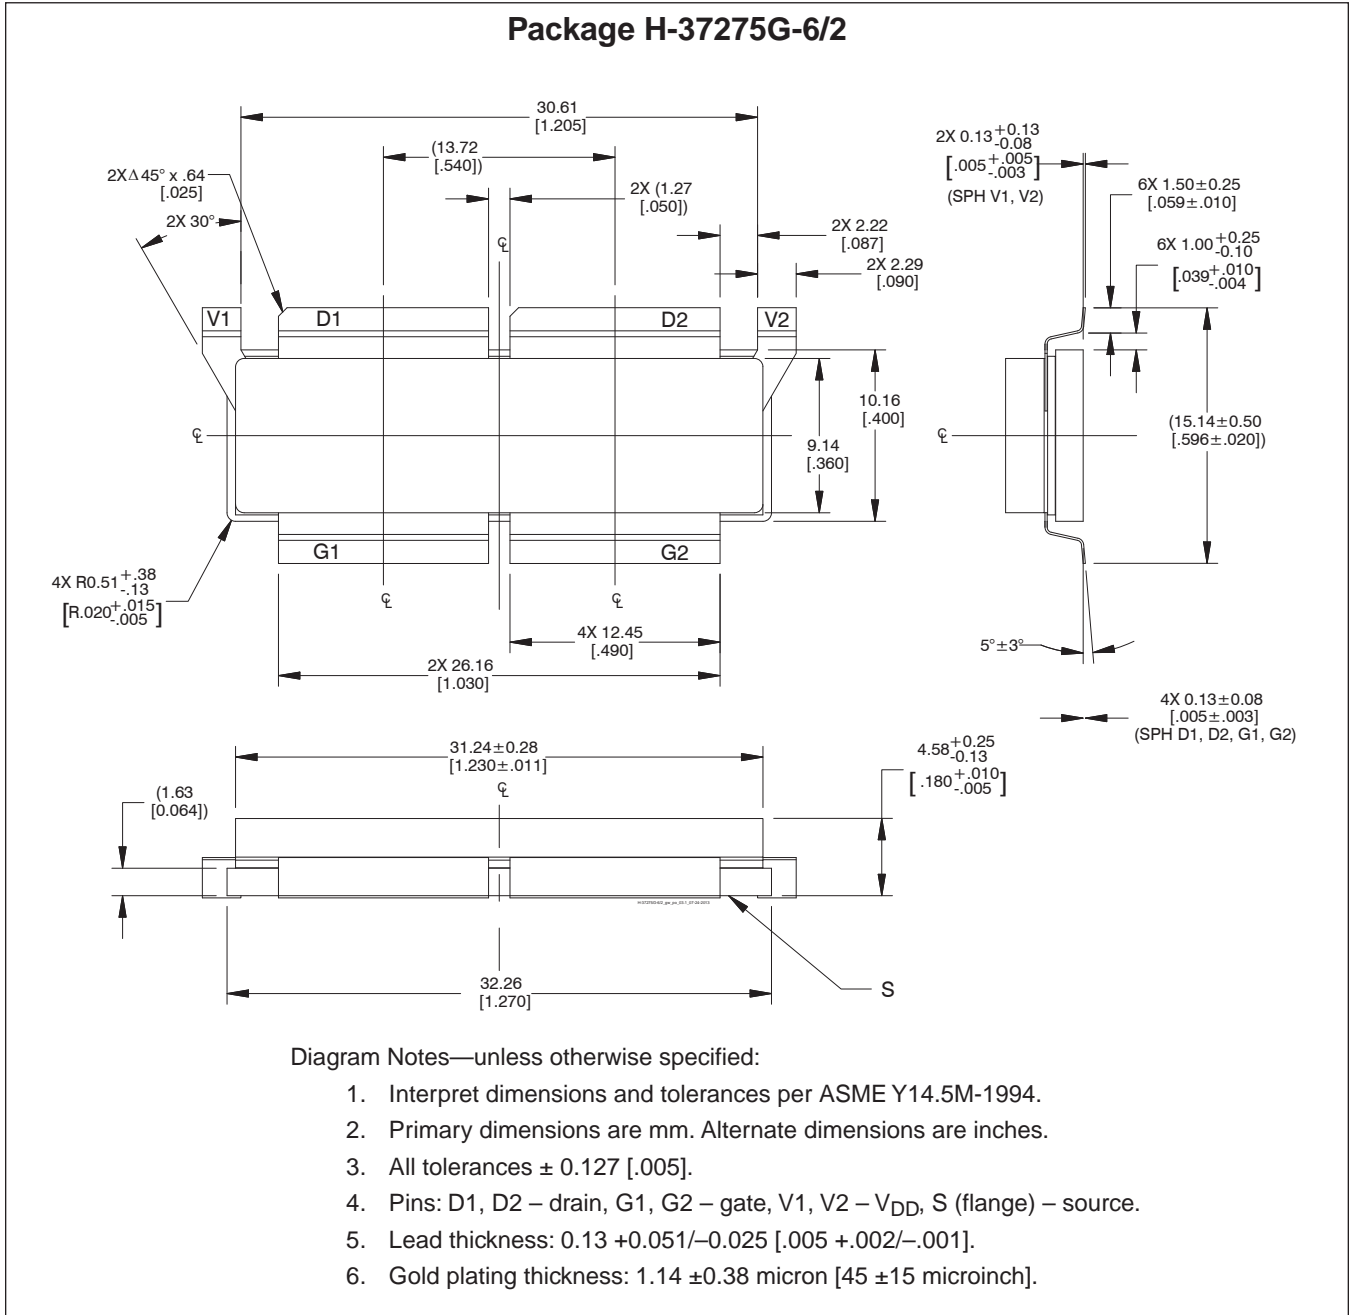 Package H-37275G-6/2
30.61
[1.205]
(13.72
[.540])
2X Δ 45° x .64
[.025]
2X (1.27
[.050])
2X 30°
℄
2X 2.22
[.087]
2X 2.29
[.090]
2X 0.13 +0.13
-0.08
[.005 +.005
-.003]
(SPH V1, V2)
6X 1.50±0.25
[.059±.010]
6X 1.00 +0.25
-0.10
[.039 +.010
-.004]
V1
D1
D2
V2
10.16
[.400]
9.14
[.360]
℄
℄
(15.14±0.50
[.596±.020])
G1
G2
4X R0.51 +.38
-.13
[R.020 +.015
-.005]
℄
℄
4X 12.45
[.490]
2X 26.16
[1.030]
5°±3°
4X 0.13±0.08
[.005±.003]
(SPH D1, D2, G1, G2)
31.24±0.28
[1.230±.011]
℄
4.58 +0.25
-0.13
[.180 +.010
-.005]
(1.63
[0.064])
32.26
[1.270]
S
Diagram Notes—unless otherwise specified:
1. Interpret dimensions and tolerances per ASME Y14.5M-1994.
2. Primary dimensions are mm. Alternate dimensions are inches.
3. All tolerances ± 0.127 [.005].
4. Pins: D1, D2 – drain, G1, G2 – gate, V1, V2 – VDD, S (flange) – source.
5. Lead thickness: 0.13 +0.051/–0.025 [.005 +.002/–.001].
6. Gold plating thickness: 1.14 ±0.38 micron [45 ±15 microinch].